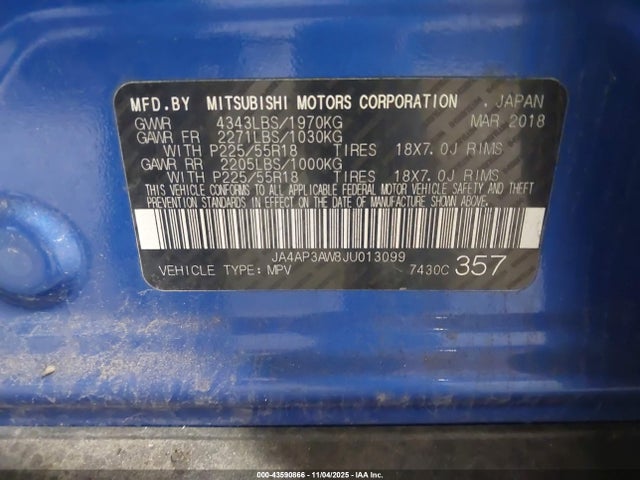 MFD.BY MITSUBISHI MOTORS CORPORATION . JAPAN
GVWR 4343LBS/1970KG MAR 2018
GAWR FR 2271LBS/1030KG
WITH P225/55R18 TIRES 18X7.0J RIMS
GAWR RR 2205LBS/1000KG
WITH P225/55R18 TIRES 18X7.0J RIMS
THIS VEHICLE CONFORMS TO ALL APPLICABLE FEDERAL MOTOR VEHICLE SAFETY AND THEFT
PREVENTION STANDARDS IN EFFECT ON THE DATE OF MANUFACTURE SHOWN ABOVE.
JA4AP3AW8JU013099
VEHICLE TYPE: MPV 7430C 357
000-43590866 - 11/04/2025 - IAA Inc.